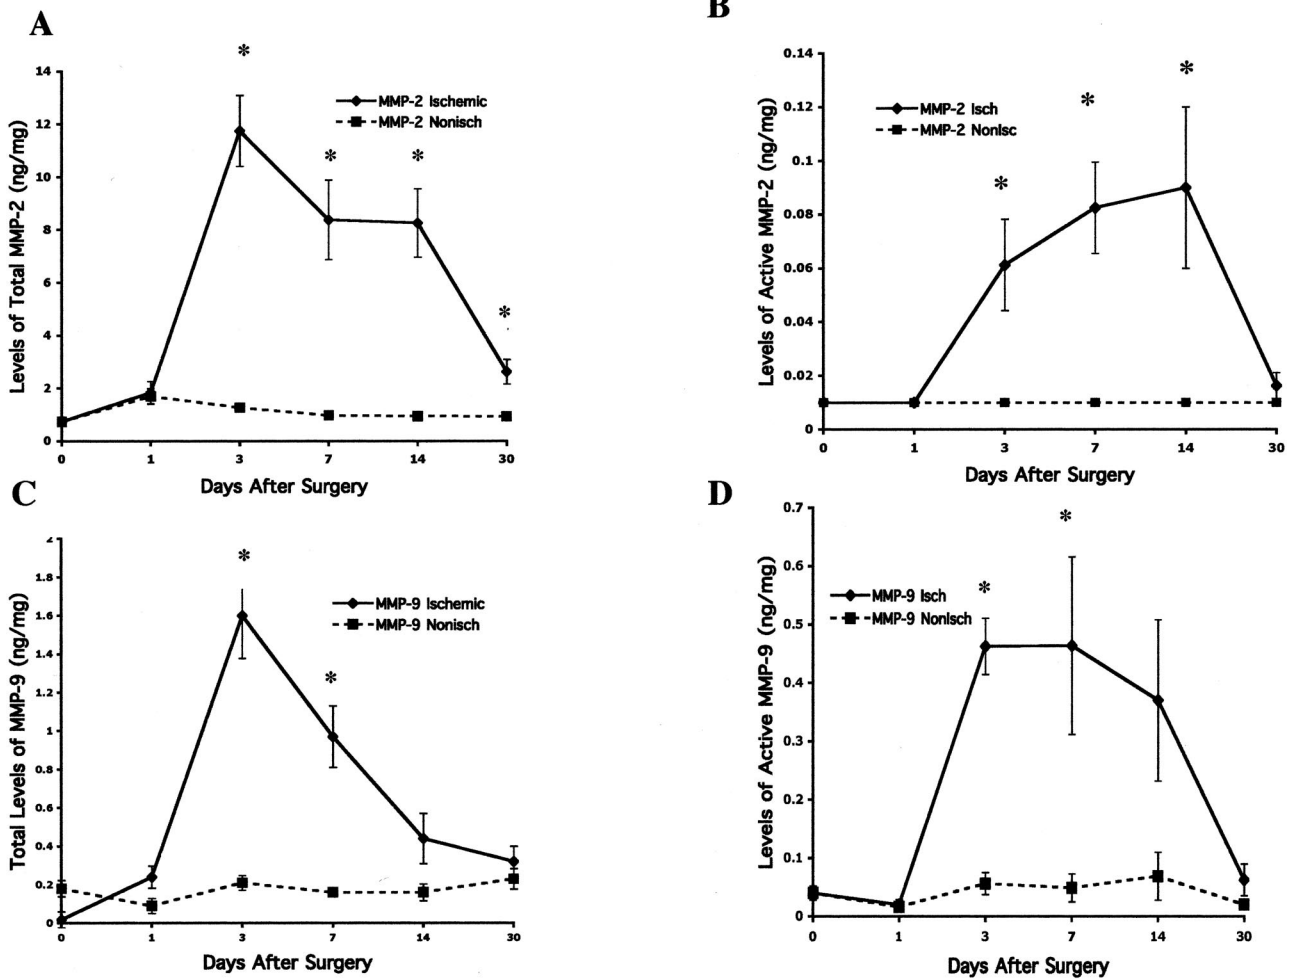 A
*
14
12
10
8
6
4
2
0
Levels of Total MMP-2 (ng/mg)
MMP-2 Ischemic
MMP-2 Nonisch
* *
*
0 1 3 7 14 30
Days After Surgery
B
0.14
0.12
0.1
0.08
0.06
0.04
0.02
0
Levels of Active MMP-2 (ng/mg)
*
*
*
MMP-2 Isch
MMP-2 NonIsc
0 1 3 7 14 30
Days After Surgery
C
2
1.8
1.6
1.4
1.2
1
0.8
0.6
0.4
0.2
0
Total Levels of MMP-9 (ng/mg)
*
MMP-9 Ischemic
MMP-9 Nonisch
*
0 1 3 7 14 30
Days After Surgery
D
0.7
0.6
0.5
0.4
0.3
0.2
0.1
0
Levels of Active MMP-9 (ng/mg)
*
*
MMP-9 Isch
MMP-9 NonIsch
0 1 3 7 14 30
Days After Surgery